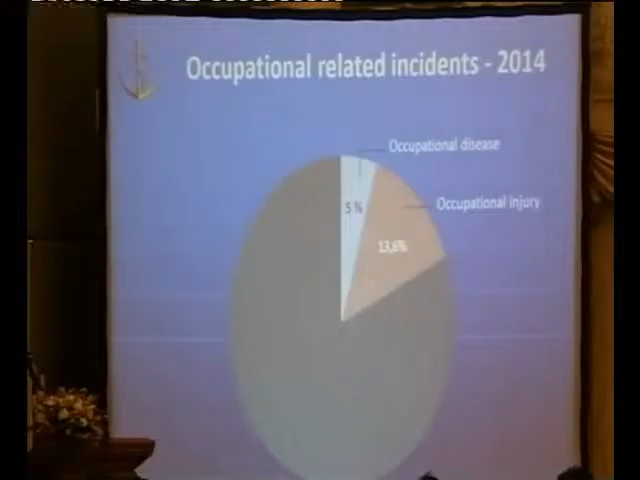 Occupational related incidents - 2014
Occupational disease
5 %
Occupational injury
13,6%